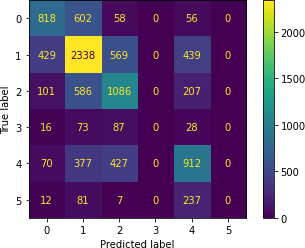 0 818 602 58 0 56 0
1 429 2338 569 0 439 0
2 101 586 1086 0 207 0
3 16 73 87 0 28 0
4 70 377 427 0 912 0
5 12 81 7 0 237 0
0 1 2 3 4 5
Predicted label
True label
2000
1500
1000
500
0